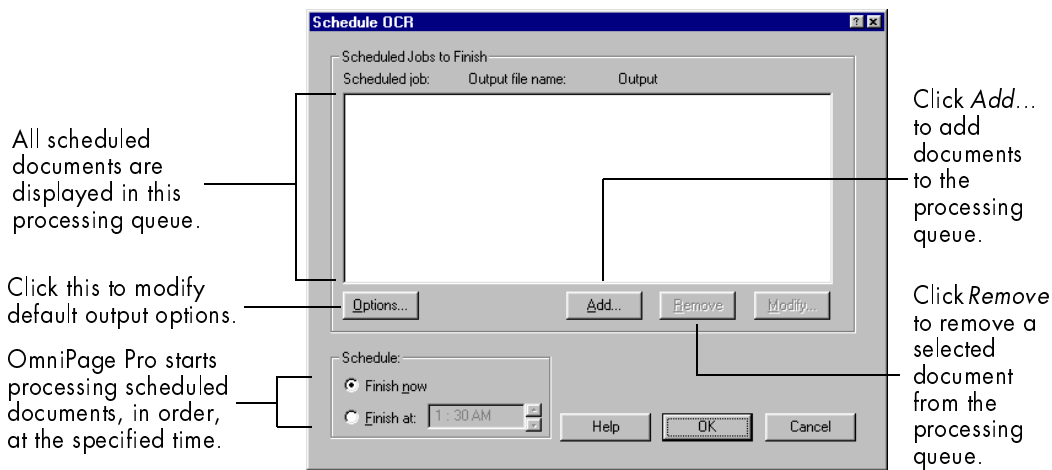 Schedule OCR
Scheduled Jobs to Finish
Scheduled job: Output file name: Output
All scheduled
documents are
displayed in this
processing queue.
Click Add...
to add
documents
to the
processing
queue.
Click this to modify
default output options.
Options...
Add...
Remove
Modify...
Click Remove
to remove a
selected
document
from the
processing
queue.
OmniPage Pro starts
processing scheduled
documents, in order,
at the specified time.
Schedule:
Finish now
Finish at: 1 : 30 AM
Help
OK
Cancel